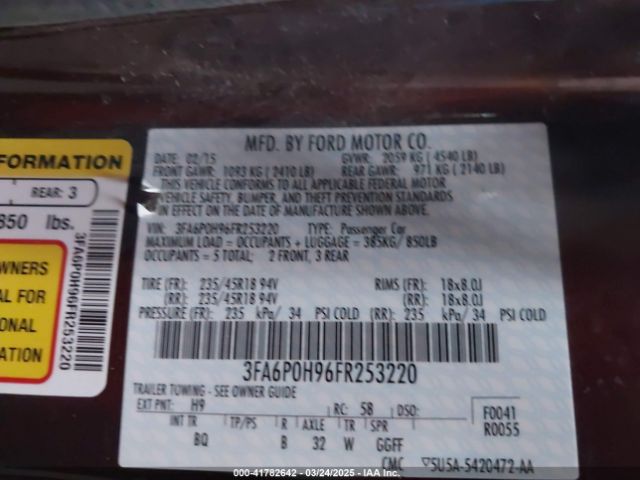 FORMATION
REAR: 3
850 lbs.
WNERS
AL FOR
ONAL
TION
3FA6P0H96FR253220
MFD. BY FORD MOTOR CO.
DATE: 02/15 GVWR: 2059 KG ( 4540 LB)
FRONT GAWR: 1093 KG ( 2410 LB) REAR GAWR: 971 KG ( 2140 LB)
THIS VEHICLE CONFORMS TO ALL APPLICABLE FEDERAL MOTOR
VEHICLE SAFETY, BUMPER, AND THEFT PREVENTION STANDARDS
IN EFFECT ON THE DATE OF MANUFACTURE SHOWN ABOVE.
VIN: 3FA6P0H96FR253220 TYPE: Passenger Car
MAXIMUM LOAD = OCCUPANTS + LUGGAGE = 385KG/850LB
OCCUPANTS = 5 TOTAL; 2 FRONT, 3 REAR
TIRE (FR): 235/45R18 94V RIMS (FR): 18x8.0J
(RR): 235/45R18 94V (RR): 18x8.0J
PRESSURE (FR): 235 kPa/ 34 PSI COLD (RR): 235 kPa/ 34 PSI COLD
3FA6P0H96FR253220
TRAILER TOWING - SEE OWNER GUIDE
EXT PNT: H9 RC: 58 DSO: F0041
INT TR TP/PS R AXLE TR SPR R0055
BQ B 32 W GGFF
CMC ▽5U5A-5420472-AA
000-41782642 - 03/24/2025 - IAA Inc.